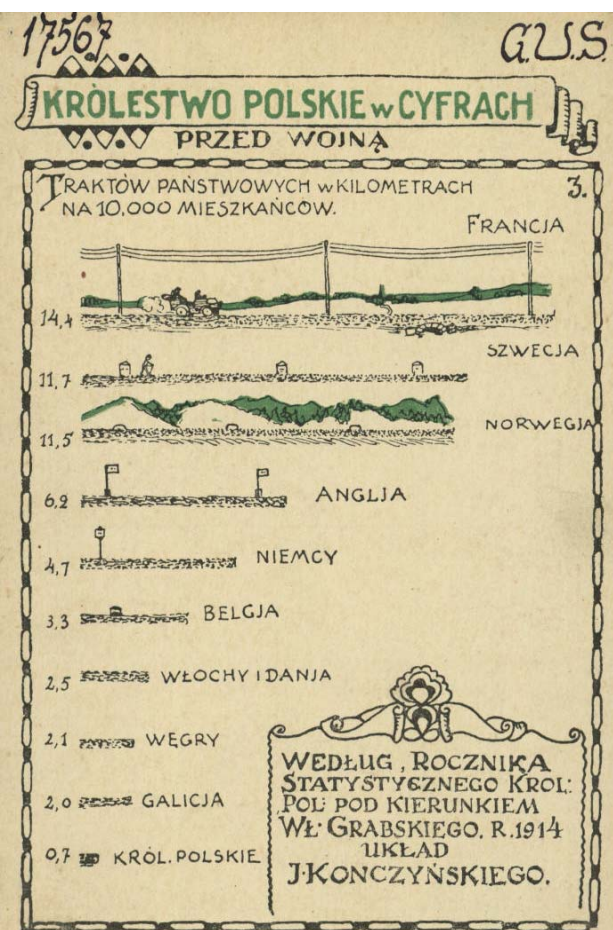 17567
G.U.S.
KRÓLESTWO POLSKIE w CYFRACH
PRZED WOJNĄ
TRAKTÓW PAŃSTWOWYCH w KILOMETRACH
NA 10.000 MIESZKAŃCÓW.
3.
FRANCJA
14,4
SZWECJA
11,7
NORWEGJA
11,5
6,2 ANGLJA
4,7 NIEMCY
3,3 BELGJA
2,5 WŁOCHY I DANJA
2,1 WĘGRY
2,0 GALICJA
0,7 KRÓL. POLSKIE
WEDŁUG „ROCZNIKA
STATYSTYCZNEGO KROL:
POL: POD KIERUNKIEM
WŁ. GRABSKIEGO. R.1914
UKŁAD
J. KONCZYŃSKIEGO.